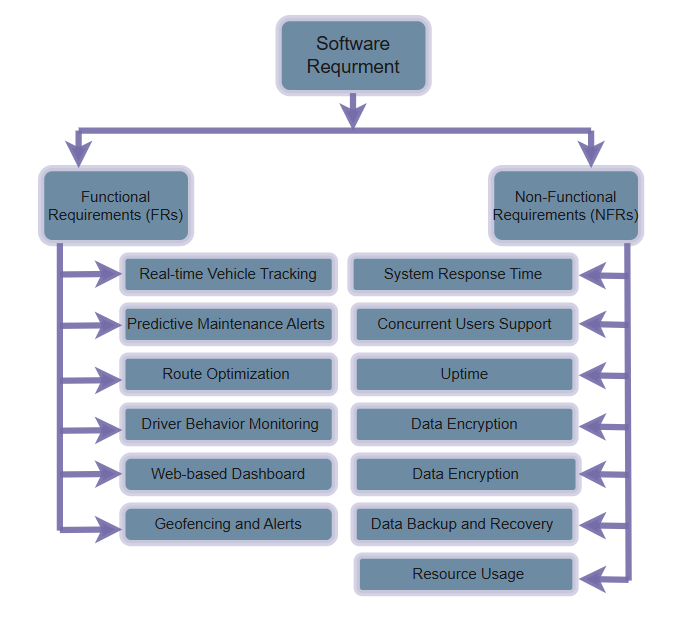 Software
Requrment
Functional
Requirements (FRs)
Non-Functional
Requirements (NFRs)
Real-time Vehicle Tracking
System Response Time
Predictive Maintenance Alerts
Concurrent Users Support
Route Optimization
Uptime
Driver Behavior Monitoring
Data Encryption
Web-based Dashboard
Data Encryption
Geofencing and Alerts
Data Backup and Recovery
Resource Usage